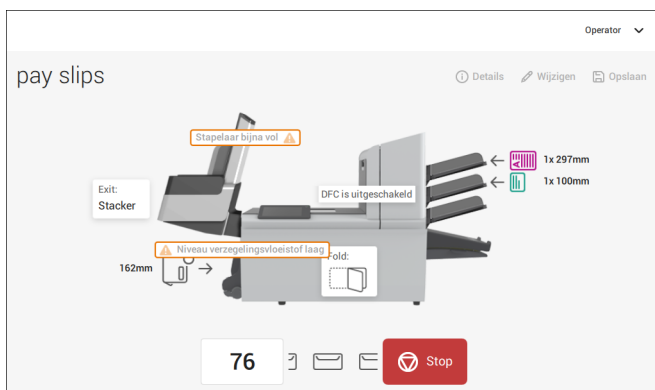 Operator
pay slips
Details
Wijzigen
Opslaan
Stapelaar bijna vol
1x 297mm
A
Exit:
Stacker
DFC is uitgeschakeld
1x 100mm
Niveau verzegelingsvloeistof laag
Fold:
162mm
76
Stop